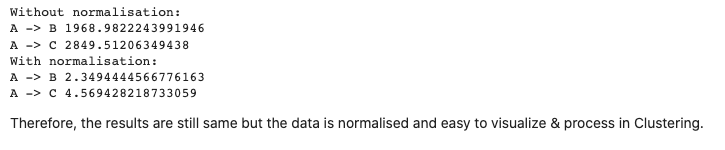 Without normalisation:
A -> B 1968.9822243991946
A -> C 2849.51206349438
With normalisation:
A -> B 2.3494444566776163
A -> C 4.569428218733059
Therefore, the results are still same but the data is normalised and easy to visualize & process in Clustering.